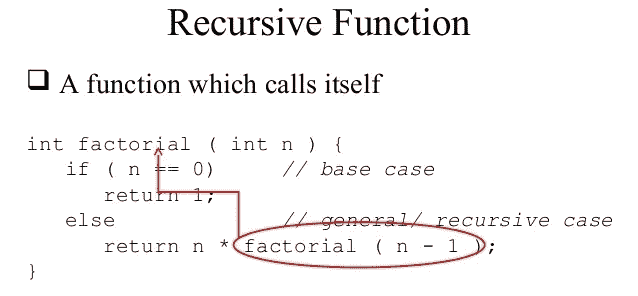 Recursive Function
❑ A function which calls itself
int factorial ( int n ) {
if ( n == 0) // base case
return 1;
else // general/ recursive case
return n * factorial ( n - 1 );
}